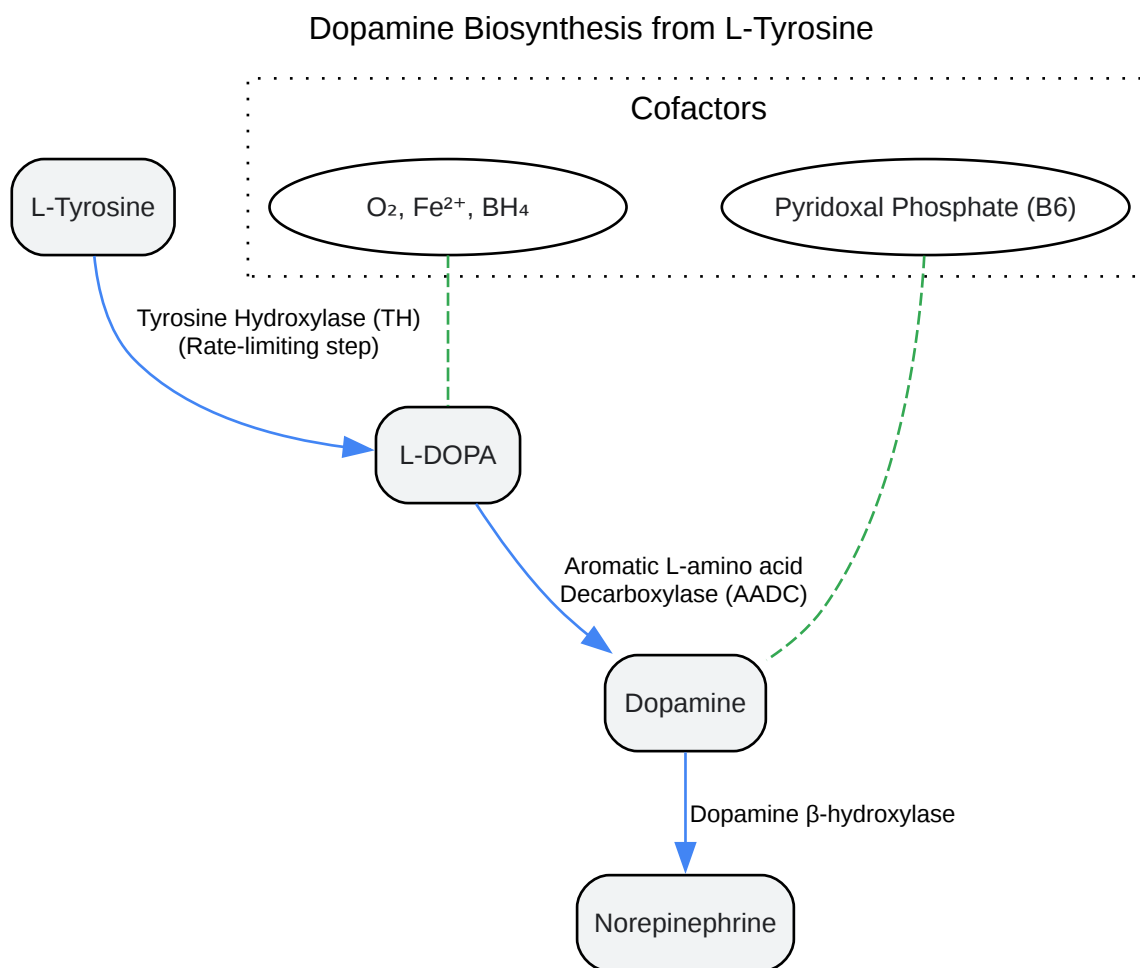 Dopamine Biosynthesis from L-Tyrosine
Cofactors
L-Tyrosine
O₂, Fe²⁺, BH₄
Pyridoxal Phosphate (B6)
Tyrosine Hydroxylase (TH)
(Rate-limiting step)
L-DOPA
Aromatic L-amino acid
Decarboxylase (AADC)
Dopamine
Dopamine β-hydroxylase
Norepinephrine